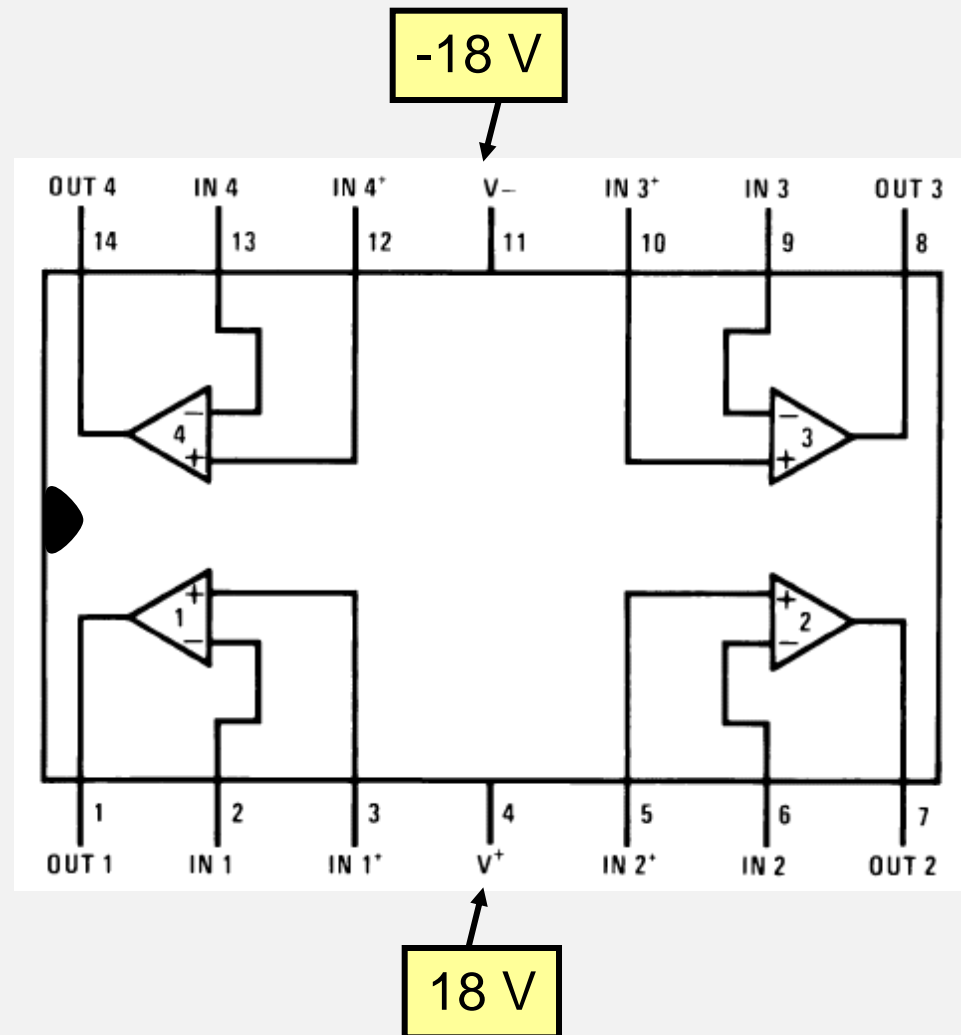 -18 V
OUT 4 IN 4 IN 4⁺ V– IN 3⁺ IN 3 OUT 3
14 13 12 11 10 9 8
– –
4 3
+ +
+ +
1 2
– –
1 2 3 4 5 6 7
OUT 1 IN 1 IN 1⁺ V⁺ IN 2⁺ IN 2 OUT 2
18 V